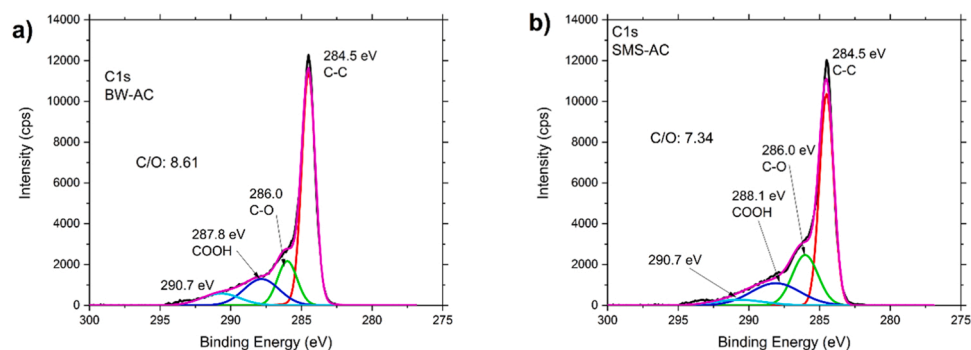 a)
14000
12000
10000
8000
6000
4000
2000
0
Intensity (cps)
C1s
BW-AC
C/O: 8.61
284.5 eV
C-C
286.0
C-O
287.8 eV
COOH
290.7 eV
300 295 290 285 280 275
Binding Energy (eV)
b)
14000
12000
10000
8000
6000
4000
2000
0
Intensity (cps)
C1s
SMS-AC
C/O: 7.34
284.5 eV
C-C
286.0 eV
C-O
288.1 eV
COOH
290.7 eV
300 295 290 285 280 275
Binding Energy (eV)